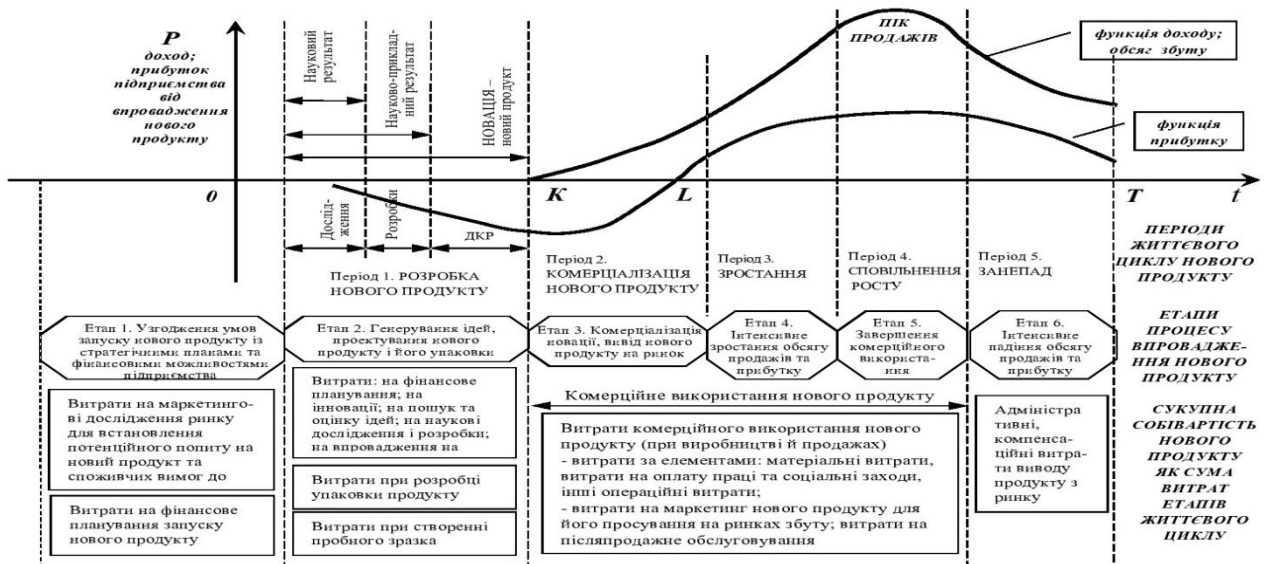 P
доход;
прибуток
підприємства
від
впровадження
нового
продукту
Науковий
результат
Науково-приклад-
ний результат
НОВАЦІЯ –
новий продукт
ПІК
ПРОДАЖІВ
функція доходу;
обсяг збуту
функція
прибутку
0
K
L
T
t
Дослід-
ження
Розробки
ДКР
Період 1. РОЗРОБКА
НОВОГО ПРОДУКТУ
Період 2.
КОМЕРЦІАЛІЗАЦІЯ
НОВОГО ПРОДУКТУ
Період 3.
ЗРОСТАННЯ
Період 4.
СПОВІЛЬНЕННЯ
РОСТУ
Період 5.
ЗАНЕПАД
ПЕРІОДИ
ЖИТТЄВОГО
ЦИКЛУ НОВОГО
ПРОДУКТУ
Етап 1. Узгодження умов
запуску нового продукту із
стратегічними планами та
фінансовими можливостями
підприємства
Етап 2. Генерування ідей,
проектування нового
продукту і його упаковки
Етап 3. Комерціалізація
новації, вивід нового
продукту на ринок
Етап 4.
Інтенсивне
зростання обсягу
продажів та
прибутку
Етап 5.
Завершення
комерційного
використа-
ння
Етап 6.
Інтенсивне
падіння обсягу
продажів та
прибутку
ЕТАПИ
ПРОЦЕСУ
ВПРОВАДЖЕ-
ННЯ НОВОГО
ПРОДУКТУ
Витрати на маркетинго-
ві дослідження ринку
для встановлення
потенційного попиту на
новий продукт та
споживчих вимог до
Витрати на фінансове
планування запуску
нового продукту
Витрати: на фінансове
планування; на
інновації; на пошук та
оцінку ідей; на наукові
дослідження і розробки;
на впровадження на
Витрати при розробці
упаковки продукту
Витрати при створенні
пробного зразка
Комерційне використання нового продукту
Витрати комерційного використання нового
продукту (при виробництві й продажах)
- витрати за елементами: матеріальні витрати,
витрати на оплату праці та соціальні заходи,
інші операційні витрати;
- витрати на маркетинг нового продукту для
його просування на ринках збуту; витрати на
післяпродажне обслуговування
Адміністра
тивні,
компенса-
ційні витра-
ти виводу
продукту з
ринку
СУКУПНА
СОБІВАРТІСТЬ
НОВОГО
ПРОДУКТУ
ЯК СУМА
ВИТРАТ
ЕТАПІВ
ЖИТТЄВОГО
ЦИКЛУ